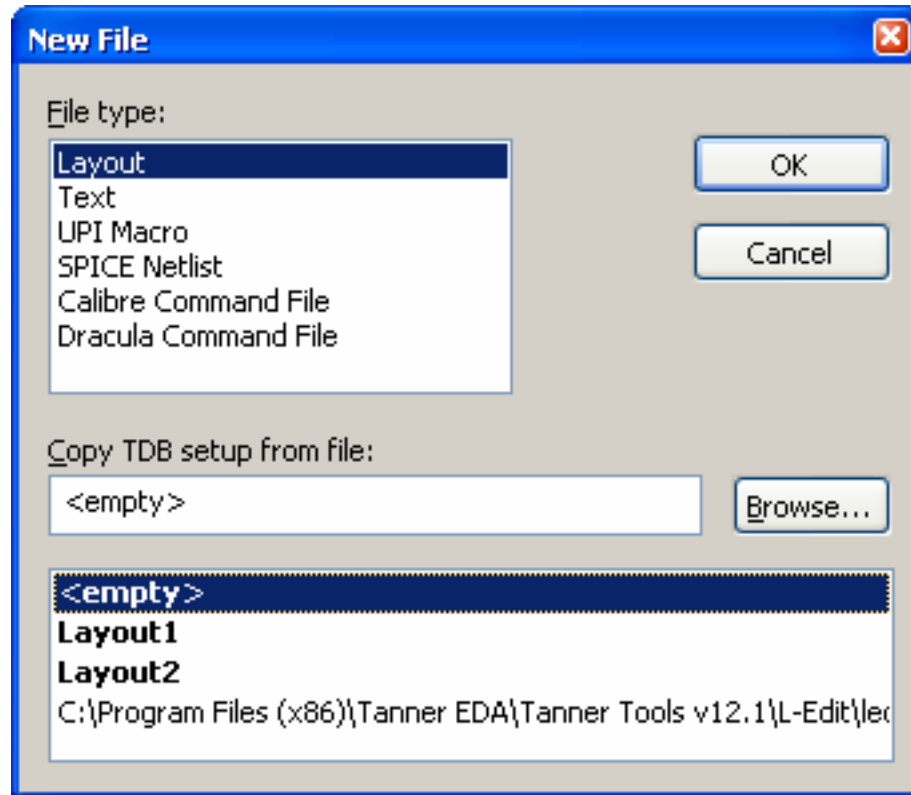 New File
File type:
Layout
Text
UPI Macro
SPICE Netlist
Calibre Command File
Dracula Command File
OK
Cancel
Copy TDB setup from file:
<empty>
Browse...
<empty>
Layout1
Layout2
C:\Program Files (x86)\Tanner EDA\Tanner Tools v12.1\L-Edit\led